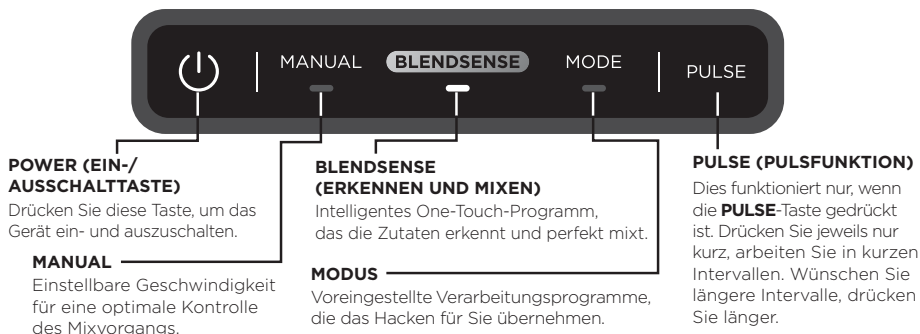 MANUAL
BLENDSENSE
MODE
PULSE
POWER (EIN-/
AUSSCHALTTASTE)
Drücken Sie diese Taste, um das
Gerät ein- und auszuschalten.
MANUAL
Einstellbare Geschwindigkeit
für eine optimale Kontrolle
des Mixvorgangs.
BLENDSENSE
(ERKENNEN UND MIXEN)
Intelligentes One-Touch-Programm,
das die Zutaten erkennt und perfekt mixt.
MODUS
Voreingestellte Verarbeitungsprogramme,
die das Hacken für Sie übernehmen.
PULSE (PULSFUNKTION)
Dies funktioniert nur, wenn
die PULSE-Taste gedrückt
ist. Drücken Sie jeweils nur
kurz, arbeiten Sie in kurzen
Intervallen. Wünschen Sie
längere Intervalle, drücken
Sie länger.